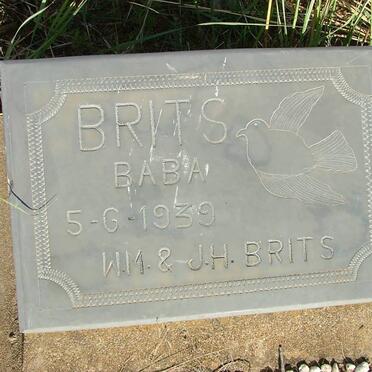 BRITS
BABA
5-6-1939
W.M. & J.H. BRITS